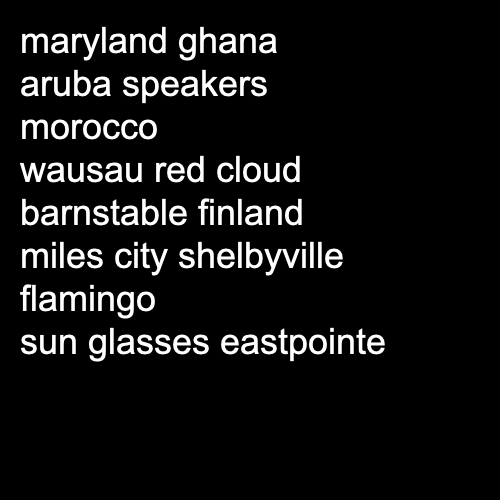 maryland ghana
aruba speakers
morocco
wausau red cloud
barnstable finland
miles city shelbyville
flamingo
sun glasses eastpointe